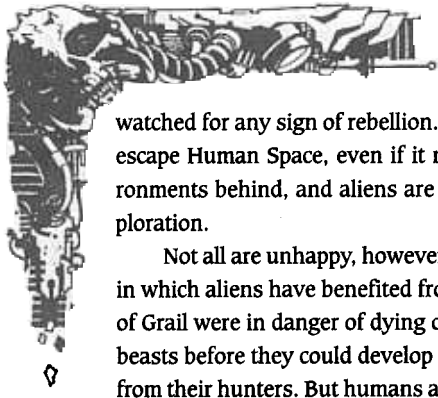 watched for any sign of rebellion.
escape Human Space, even if it
ronments behind, and aliens are
ploration.
Not all are unhappy, however
in which aliens have benefited
of Grail were in danger of dying
beasts before they could develop
from their hunters. But humans